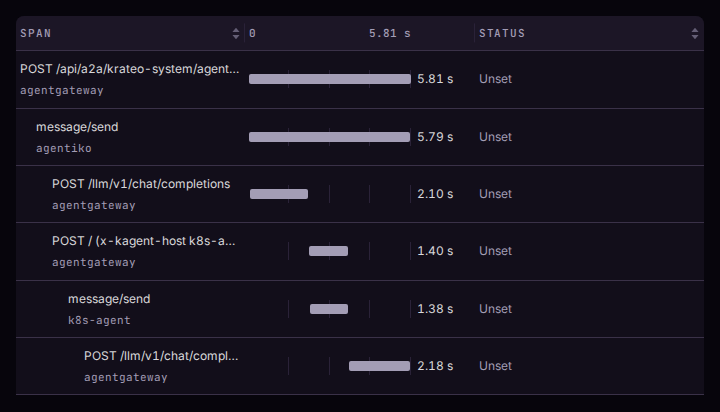 SPAN 0 5.81 s STATUS
POST /api/a2a/krateo-system/agent... 5.81 s Unset
agentgateway
message/send 5.79 s Unset
agentiko
POST /llm/v1/chat/completions 2.10 s Unset
agentgateway
POST / (x-kagent-host k8s-a... 1.40 s Unset
agentgateway
message/send 1.38 s Unset
k8s-agent
POST /llm/v1/chat/compl... 2.18 s Unset
agentgateway